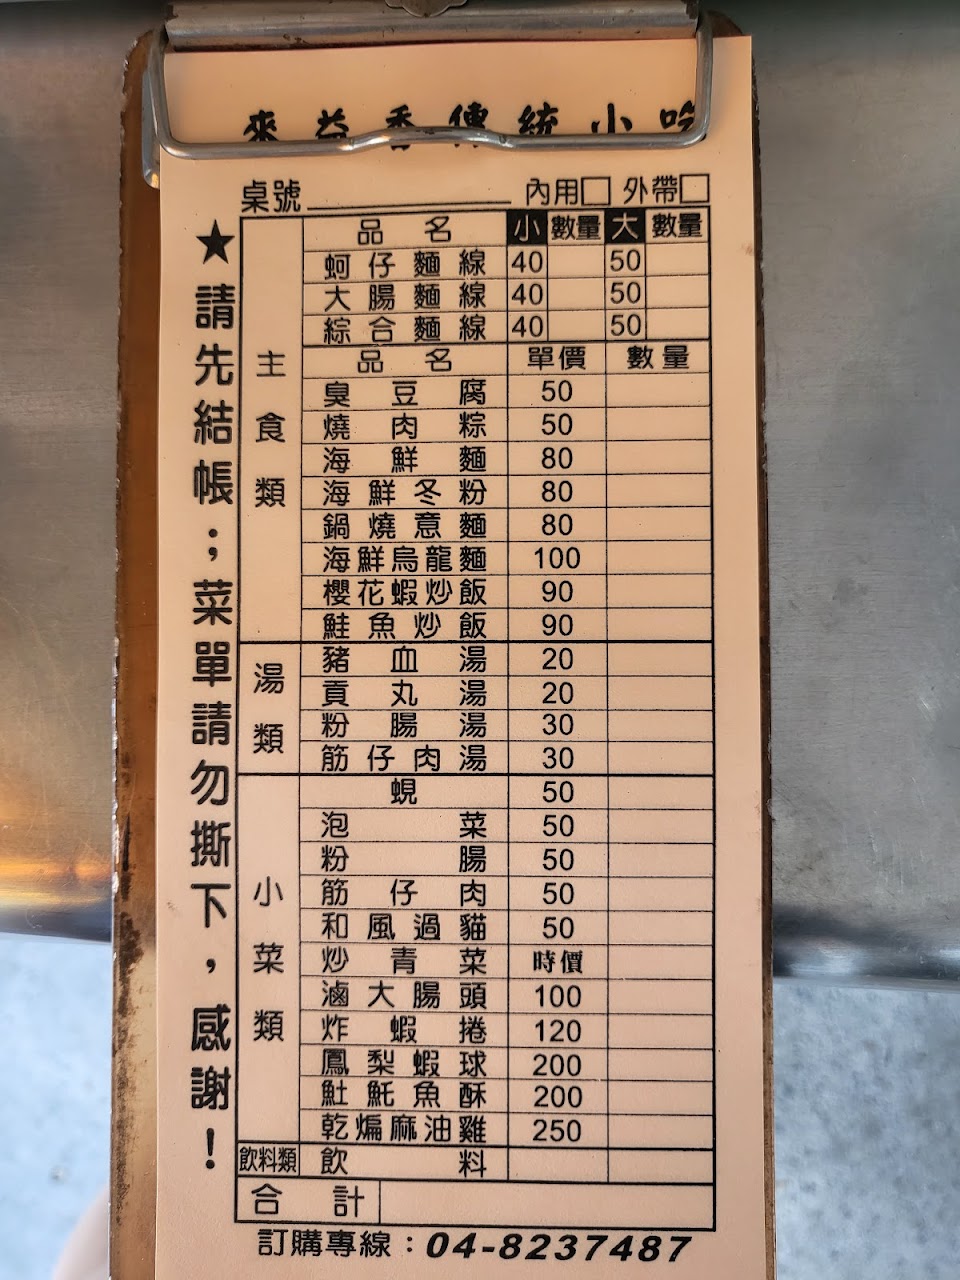 來益香傳統小吃
桌號 內用□ 外帶□
★請先結帳；菜單請勿撕下，感謝！
主食類
品名 小 數量 大 數量
蚵仔麵線 40 50
大腸麵線 40 50
綜合麵線 40 50
品名 單價 數量
臭豆腐 50
燒肉粽 50
海鮮麵 80
海鮮冬粉 80
鍋燒意麵 80
海鮮烏龍麵 100
櫻花蝦炒飯 90
鮭魚炒飯 90
湯類
豬血湯 20
貢丸湯 20
粉腸湯 30
筋仔肉湯 30
小菜類
蜆 50
泡菜 50
粉腸 50
筋仔肉 50
和風過貓 50
炒青菜 時價
滷大腸頭 100
炸蝦捲 120
鳳梨蝦球 200
魠魠魚酥 200
乾煸麻油雞 250
飲料類 飲料
合計
訂購專線：04-8237487